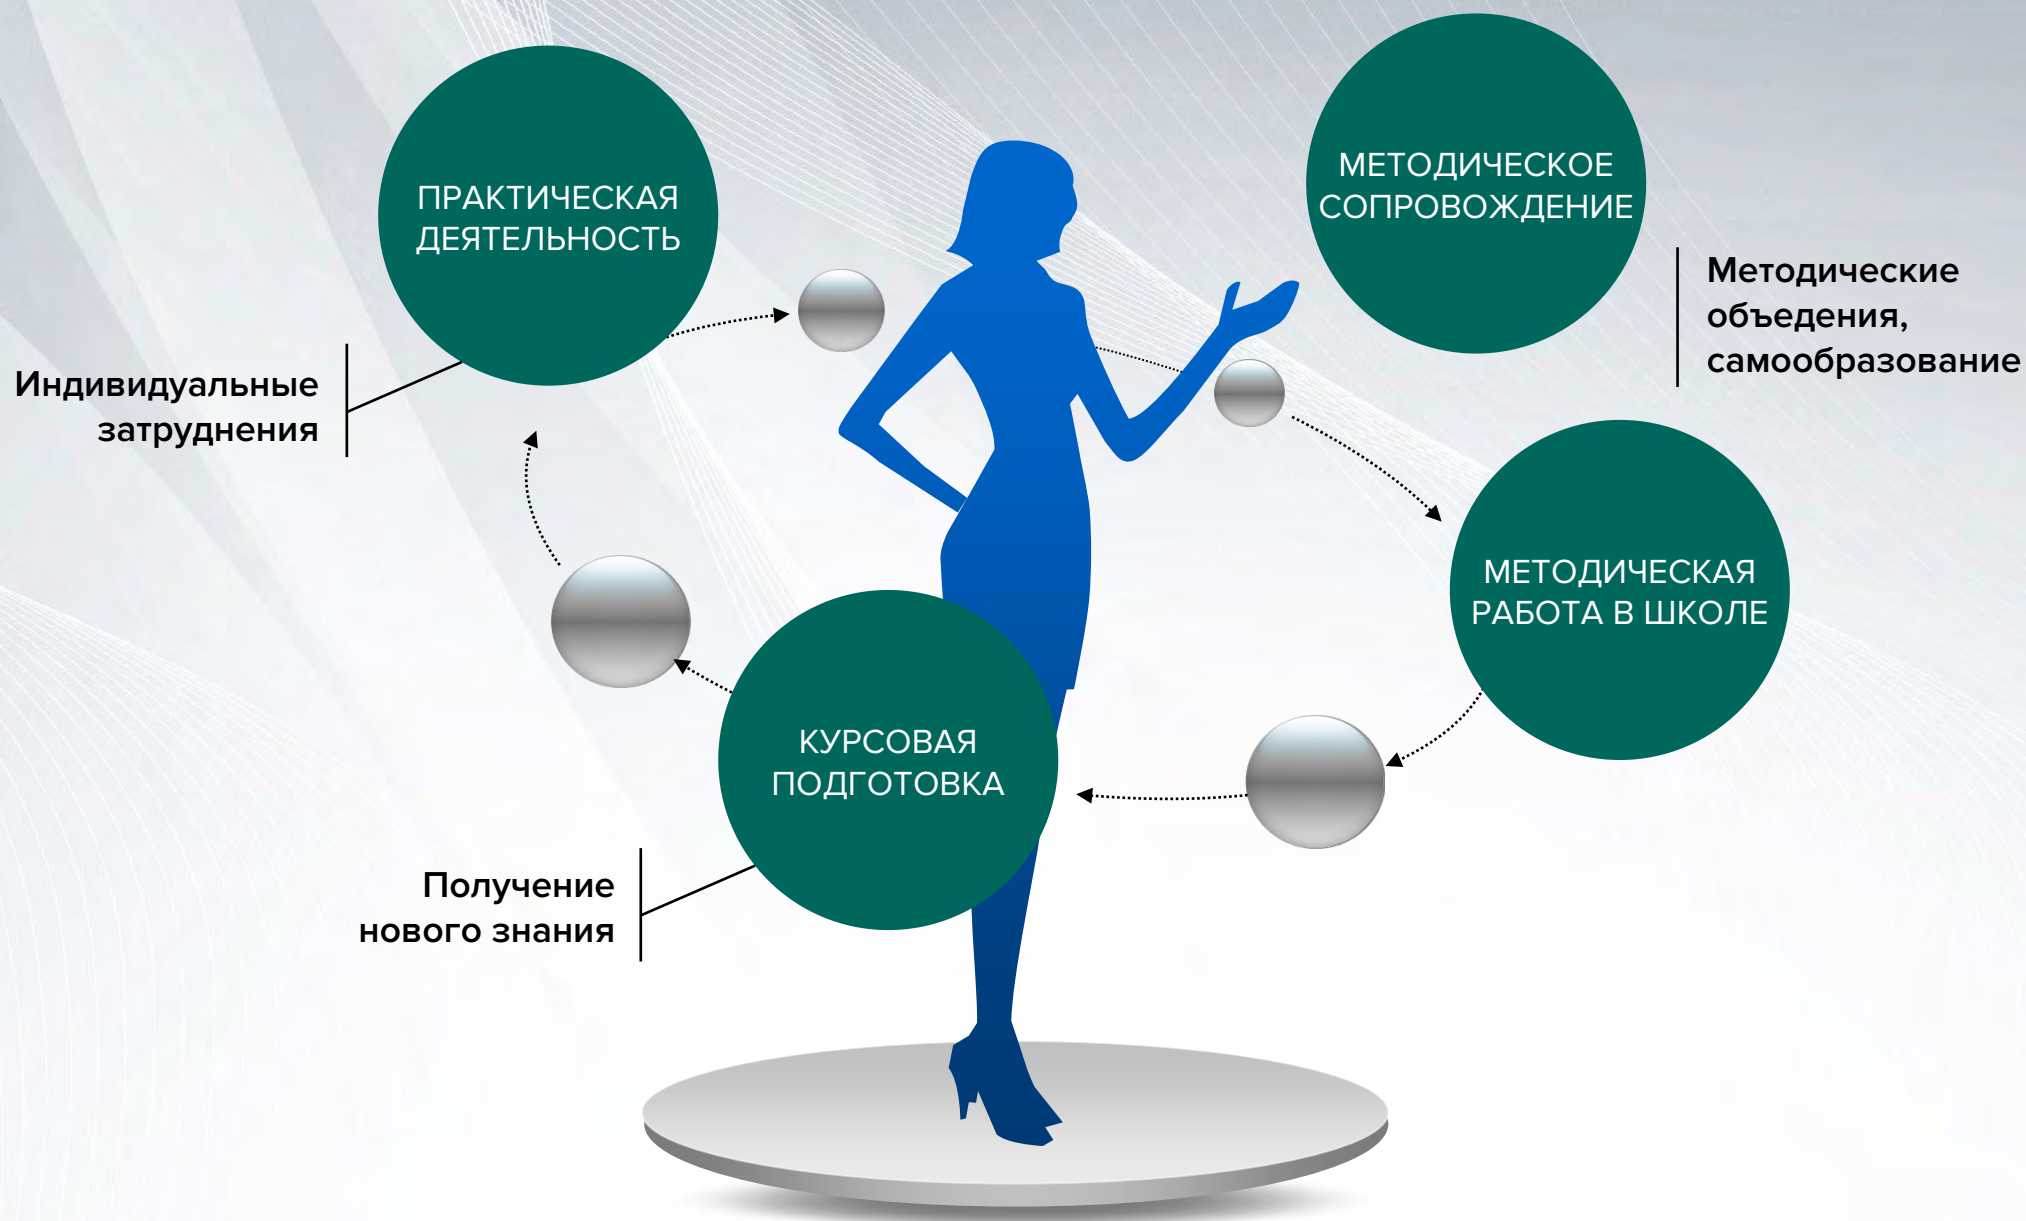 ПРАКТИЧЕСКАЯ
ДЕЯТЕЛЬНОСТЬ
МЕТОДИЧЕСКОЕ
СОПРОВОЖДЕНИЕ
Методические
объедения,
самообразование
Индивидуальные
затруднения
МЕТОДИЧЕСКАЯ
РАБОТА В ШКОЛЕ
КУРСОВАЯ
ПОДГОТОВКА
Получение
нового знания